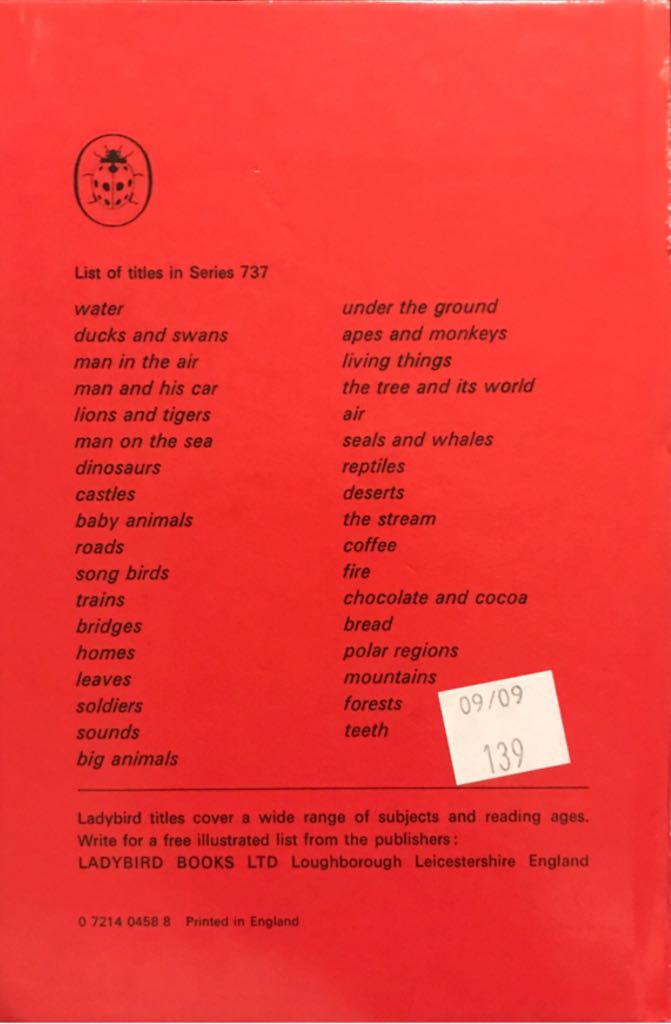 List of titles in Series 737
water
ducks and swans
man in the air
man and his car
lions and tigers
man on the sea
dinosaurs
castles
baby animals
roads
song birds
trains
bridges
homes
leaves
soldiers
sounds
big animals
under the ground
apes and monkeys
living things
the tree and its world
air
seals and whales
reptiles
deserts
the stream
coffee
fire
chocolate and cocoa
bread
polar regions
mountains
forests
teeth
09/09
139
Ladybird titles cover a wide range of subjects and reading ages.
Write for a free illustrated list from the publishers :
LADYBIRD BOOKS LTD Loughborough Leicestershire England
0 7214 0458 8 Printed in England